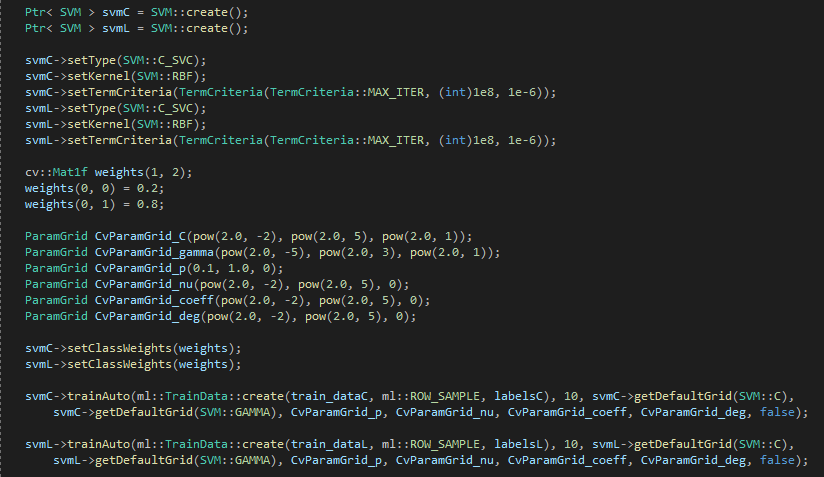 Ptr< SVM > svmC = SVM::create();
Ptr< SVM > svmL = SVM::create();
svmC->setType(SVM::C_SVC);
svmC->setKernel(SVM::RBF);
svmC->setTermCriteria(TermCriteria(TermCriteria::MAX_ITER, (int)1e8, 1e-6));
svmL->setType(SVM::C_SVC);
svmL->setKernel(SVM::RBF);
svmL->setTermCriteria(TermCriteria(TermCriteria::MAX_ITER, (int)1e8, 1e-6));
cv::Mat1f weights(1, 2);
weights(0, 0) = 0.2;
weights(0, 1) = 0.8;
ParamGrid CvParamGrid_C(pow(2.0, -2), pow(2.0, 5), pow(2.0, 1));
ParamGrid CvParamGrid_gamma(pow(2.0, -5), pow(2.0, 3), pow(2.0, 1));
ParamGrid CvParamGrid_p(0.1, 1.0, 0);
ParamGrid CvParamGrid_nu(pow(2.0, -2), pow(2.0, 5), 0);
ParamGrid CvParamGrid_coeff(pow(2.0, -2), pow(2.0, 5), 0);
ParamGrid CvParamGrid_deg(pow(2.0, -2), pow(2.0, 5), 0);
svmC->setClassWeights(weights);
svmL->setClassWeights(weights);
svmC->trainAuto(ml::TrainData::create(train_dataC, ml::ROW_SAMPLE, labelsC), 10, svmC->getDefaultGrid(SVM::C),
svmC->getDefaultGrid(SVM::GAMMA), CvParamGrid_p, CvParamGrid_nu, CvParamGrid_coeff, CvParamGrid_deg, false);
svmL->trainAuto(ml::TrainData::create(train_dataL, ml::ROW_SAMPLE, labelsL), 10, svmL->getDefaultGrid(SVM::C),
svmL->getDefaultGrid(SVM::GAMMA), CvParamGrid_p, CvParamGrid_nu, CvParamGrid_coeff, CvParamGrid_deg, false);